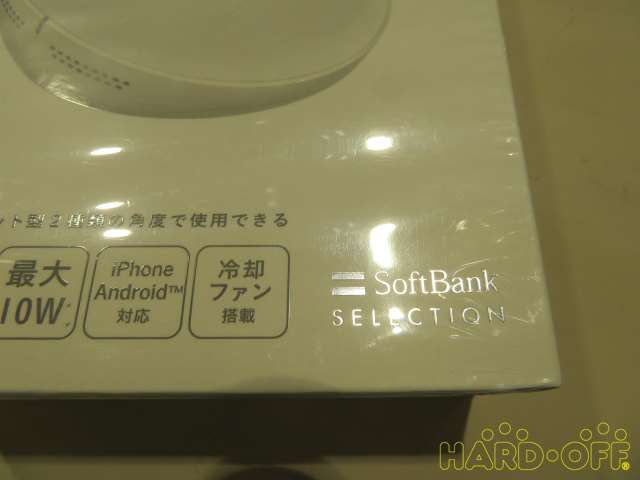 ット型2種類の角度で使用できる
最大
10W
iPhone
Android™
対応
冷却
ファン
搭載
SoftBank
SELECTION
HARD-OFF®